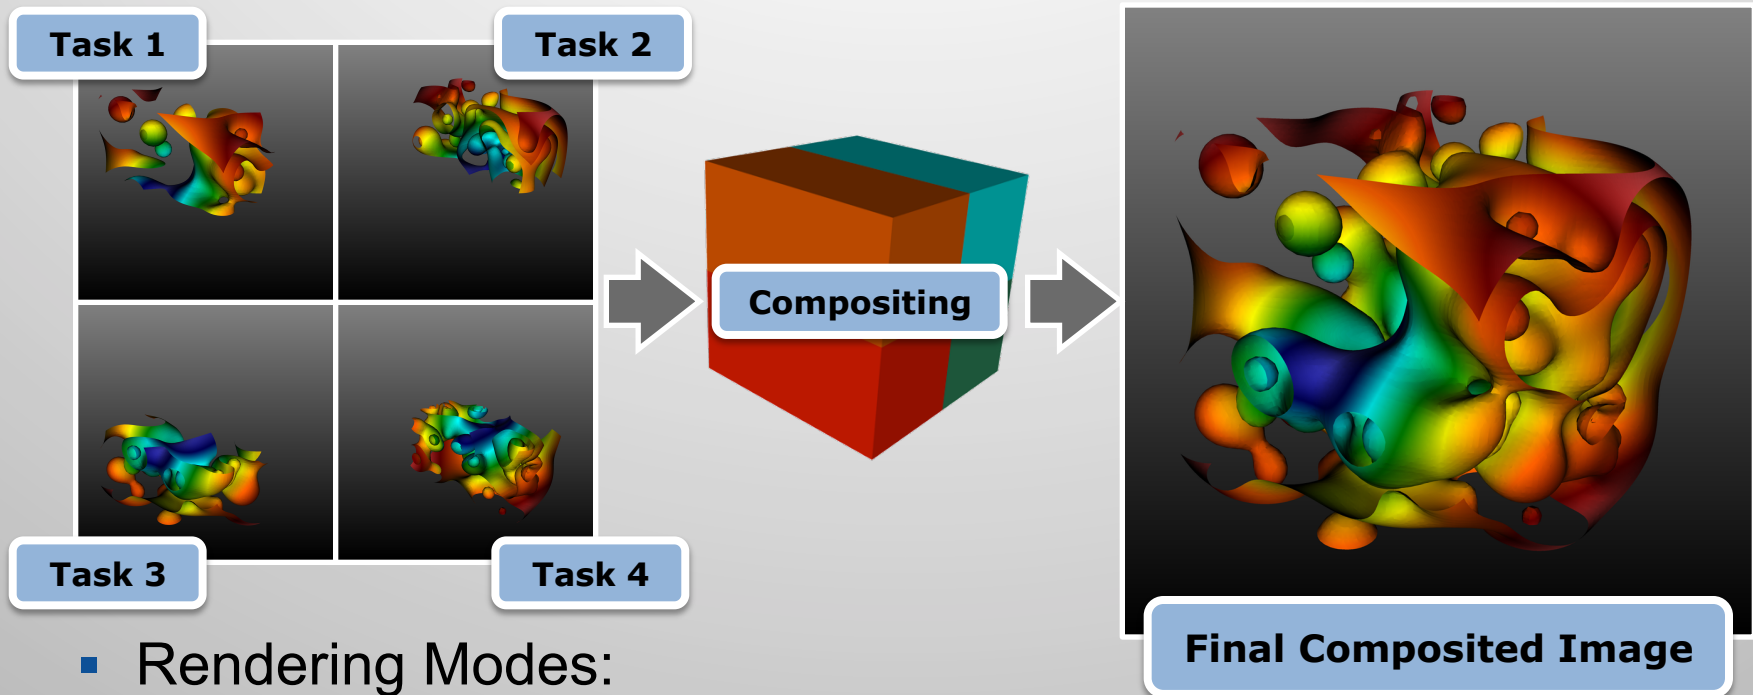 Task 1
Task 2
Compositing
Task 3
Task 4
Final Composited Image
▪ Rendering Modes: